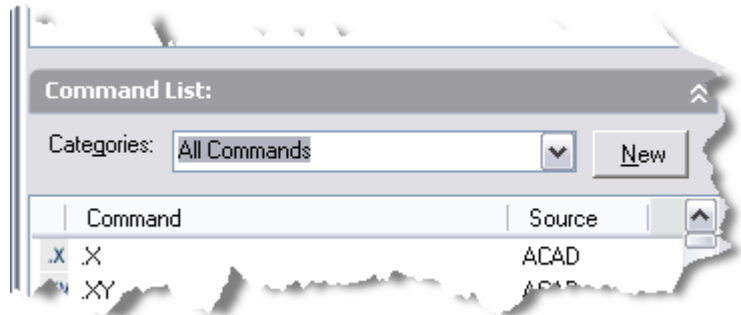 Command List:
Categories: All Commands New
Command Source
.X .X ACAD
.XY